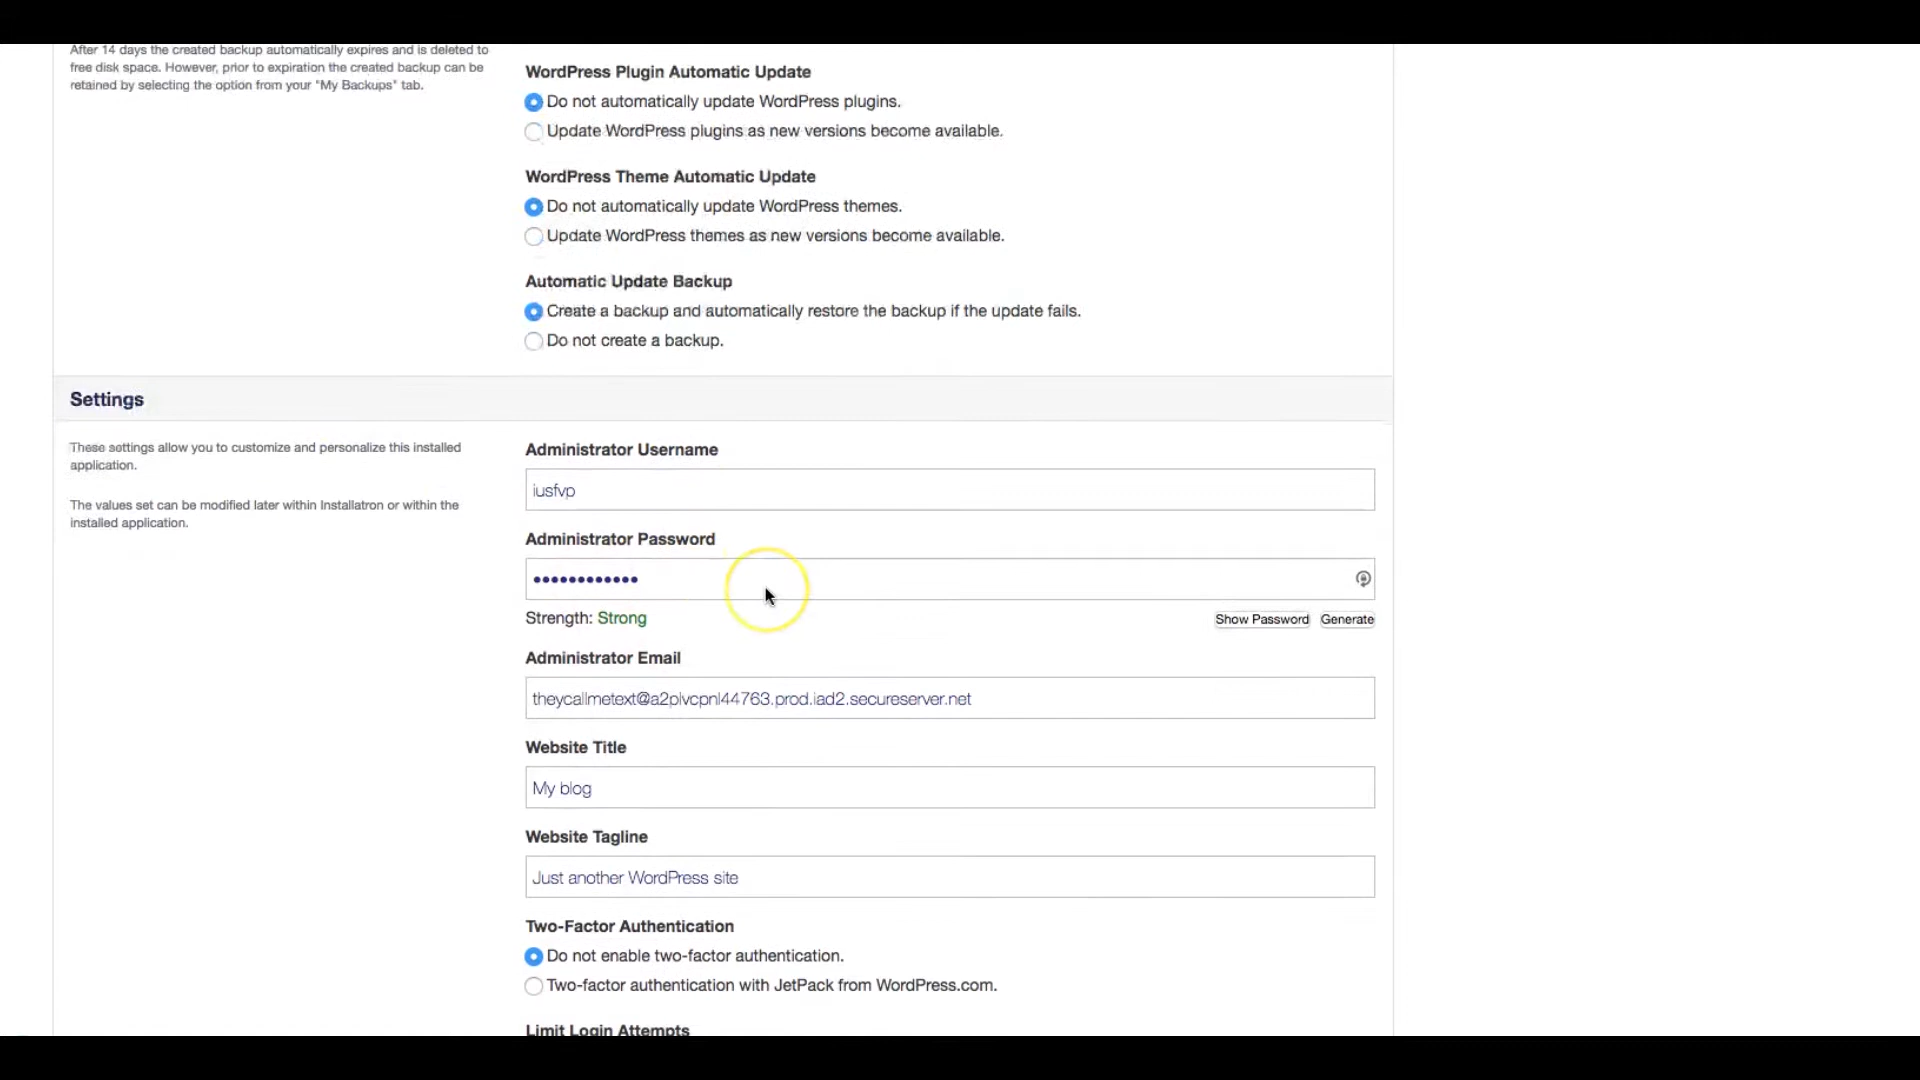 After 14 days the created backup automatically expires and is deleted to
free disk space. However, prior to expiration the created backup can be
retained by selecting the option from your "My Backups" tab.
WordPress Plugin Automatic Update
Do not automatically update WordPress plugins.
Update WordPress plugins as new versions become available.
WordPress Theme Automatic Update
Do not automatically update WordPress themes.
Update WordPress themes as new versions become available.
Automatic Update Backup
Create a backup and automatically restore the backup if the update fails.
Do not create a backup.
Settings
These settings allow you to customize and personalize this installed
application.
The values set can be modified later within Installatron or within the
installed application.
Administrator Username
iusfvp
Administrator Password
••••••••••••
Strength: Strong
Show Password Generate
Administrator Email
theycallmetext@a2plvcpnl44763.prod.iad2.secureserver.net
Website Title
My blog
Website Tagline
Just another WordPress site
Two-Factor Authentication
Do not enable two-factor authentication.
Two-factor authentication with JetPack from WordPress.com.
Limit Login Attempts